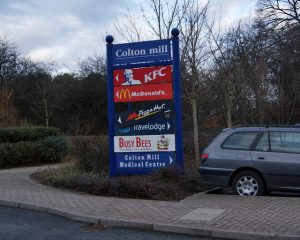 Colton mill
KFC
McDonald's
Pizza Hut
Travelodge
BUSY BEES
COLTON MILL
MEDICAL CENTRE